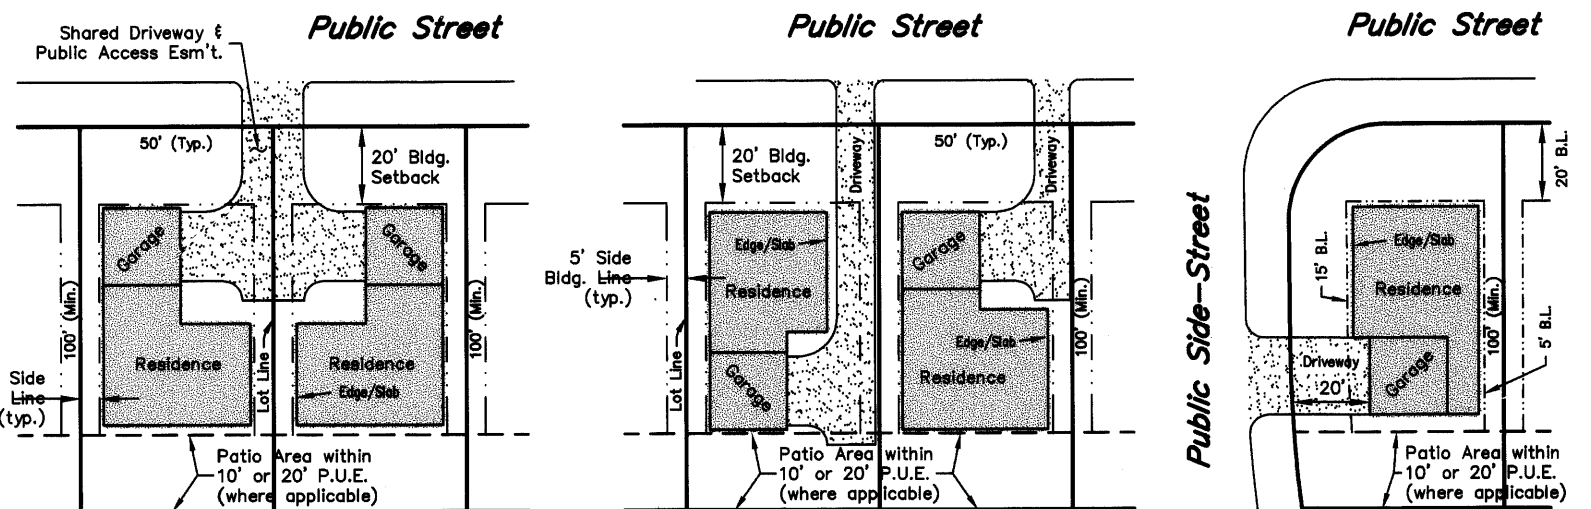 Shared Driveway &
Public Access Esm't.
Public Street
50' (Typ.)
20' Bldg.
Setback
Garage
Garage
100' (Min.)
100' (Min.)
Residence
Residence
Lot Line
Edge/Slab
Side
Line
(typ.)
Patio Area within
10' or 20' P.U.E.
(where applicable)
Public Street
20' Bldg.
Setback
Driveway
50' (Typ.)
Driveway
Edge/Slab
Garage
5' Side
Bldg. Line
(typ.)
Residence
Edge/Slab
100' (Min.)
Lot Line
Garage
Residence
Patio Area within
10' or 20' P.U.E.
(where applicable)
Public Street
20' B.L.
Public Side-Street
15' B.L.
Edge/Slab
Residence
100' (Min.)
5' B.L.
Driveway
20'
Garage
Patio Area within
10' or 20' P.U.E.
(where applicable)